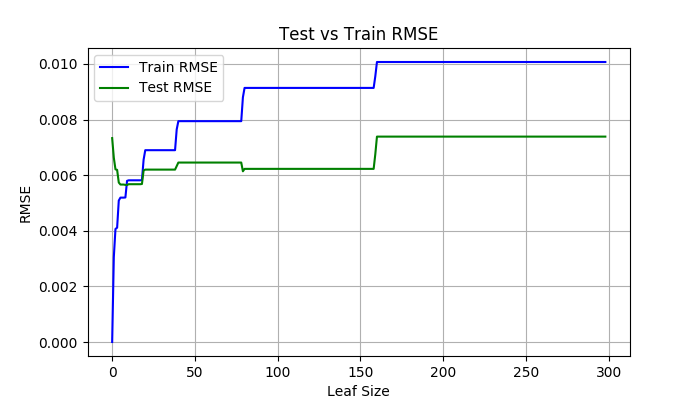 Test vs Train RMSE
Train RMSE
Test RMSE
0.010
0.008
0.006
0.004
0.002
0.000
RMSE
0 50 100 150 200 250 300
Leaf Size